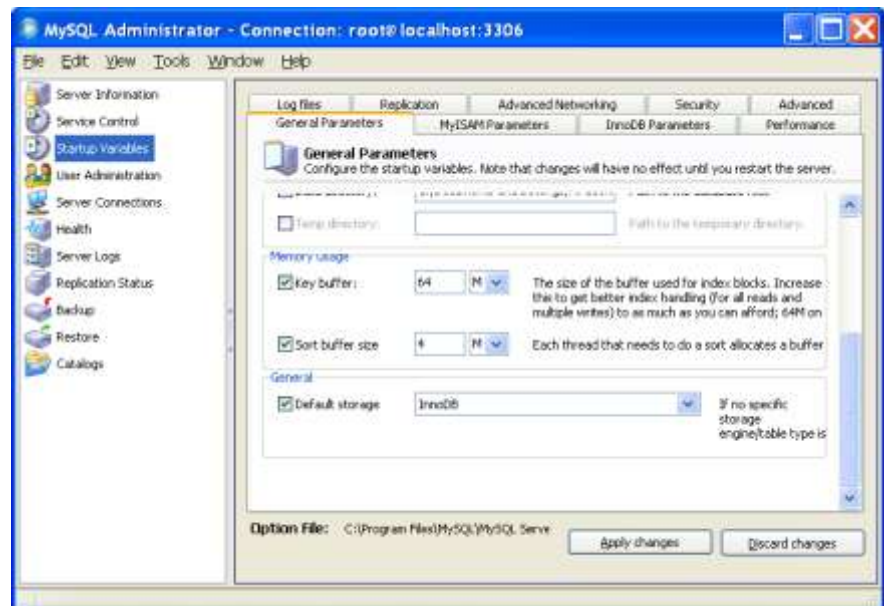 MySQL Administrator - Connection: root@localhost:3306
File Edit View Tools Window Help
Server Information
Service Control
Startup Variables
User Administration
Server Connections
Health
Server Logs
Replication Status
Backup
Restore
Catalogs
Log files Replication Advanced Networking Security Advanced
General Parameters MyISAM Parameters InnoDB Parameters Performance
General Parameters
Configure the startup variables. Note that changes will have no effect until you restart the server.
Temp directory: Path to the temporary directory.
Memory Usage
Key buffer: 64 M The size of the buffer used for index blocks. Increase
this to get better index handling (for all reads and
multiple writes) to as much as you can afford; 64M on
Sort buffer size 4 M Each thread that needs to do a sort allocates a buffer
General
Default storage InnoDB If no specific
storage
engine/table type is
Option File: C:\Program Files\MySQL\MySQL Serve
Apply changes Discard changes